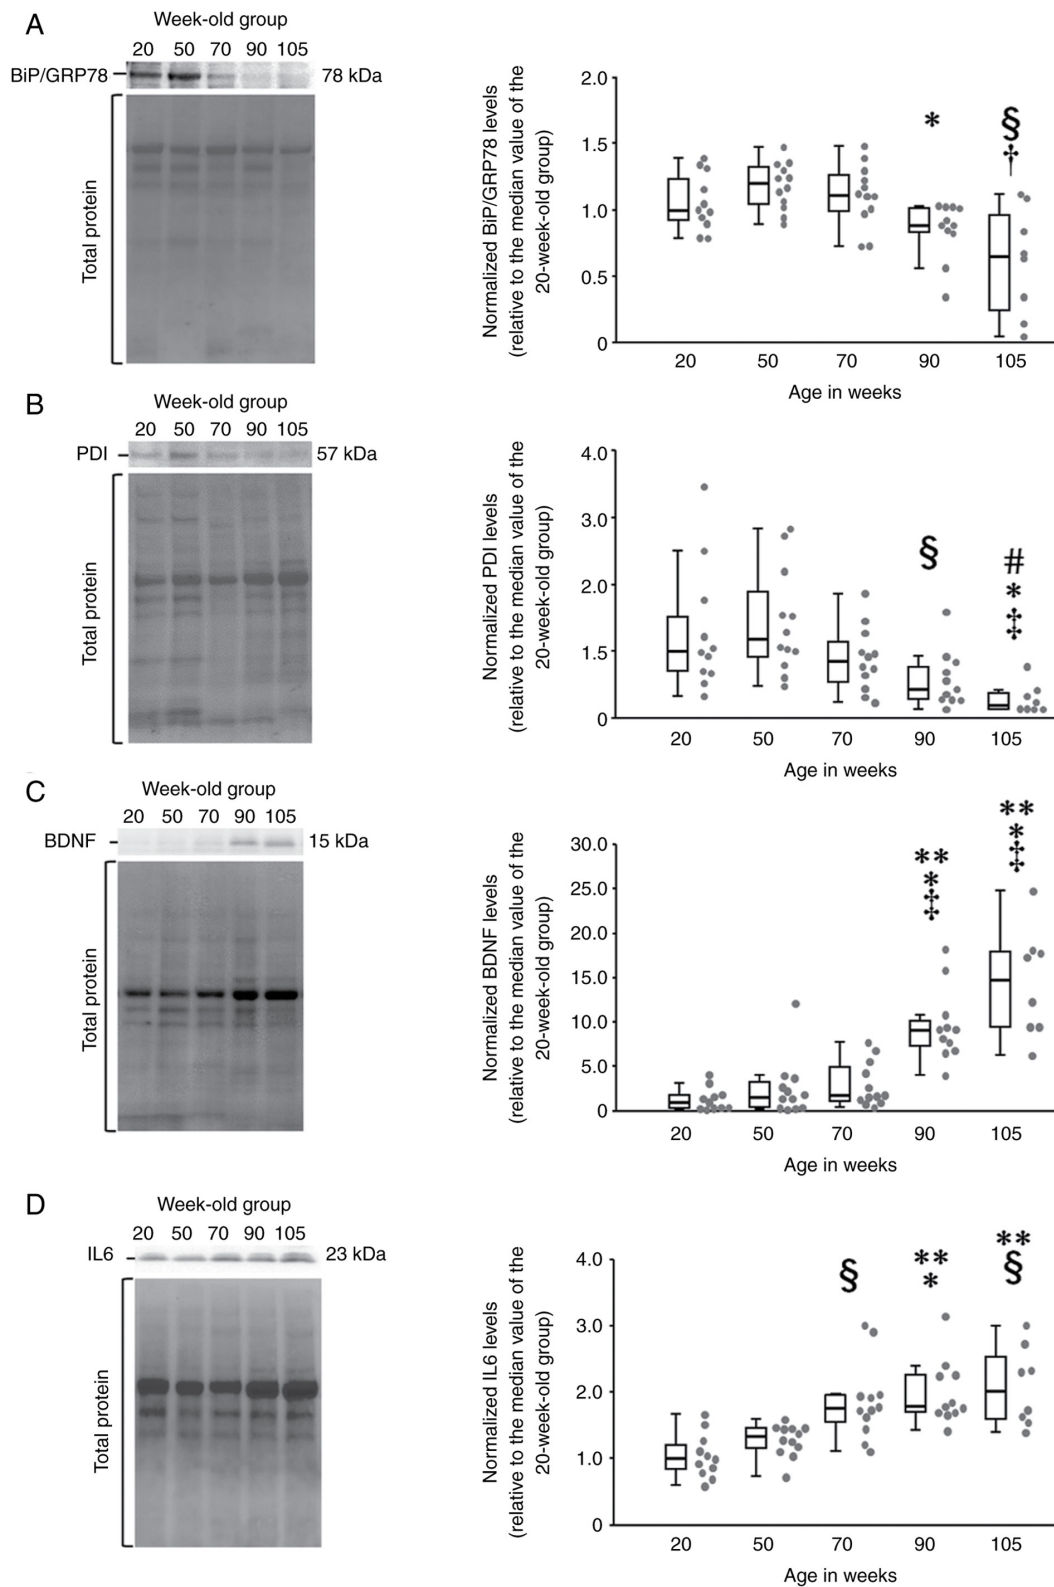 A
Week-old group
20 50 70 90 105
BiP/GRP78
78 kDa
Total protein
Normalized BiP/GRP78 levels
(relative to the median value of the
20-week-old group)
2.0
1.5
1.0
0.5
0
*
§
†
20 50 70 90 105
Age in weeks
B
Week-old group
20 50 70 90 105
PDI
57 kDa
Total protein
Normalized PDI levels
(relative to the median value of the
20-week-old group)
4.0
3.0
2.0
1.5
0
§
#
*
‡
20 50 70 90 105
Age in weeks
C
Week-old group
20 50 70 90 105
BDNF
15 kDa
Total protein
Normalized BDNF levels
(relative to the median value of the
20-week-old group)
30.0
25.0
20.0
15.0
10.0
5.0
0
**
*
‡
**
*
‡
20 50 70 90 105
Age in weeks
D
Week-old group
20 50 70 90 105
IL6
23 kDa
Total protein
Normalized IL6 levels
(relative to the median value of the
20-week-old group)
4.0
3.0
2.0
1.0
0
§
**
*
**
§
20 50 70 90 105
Age in weeks